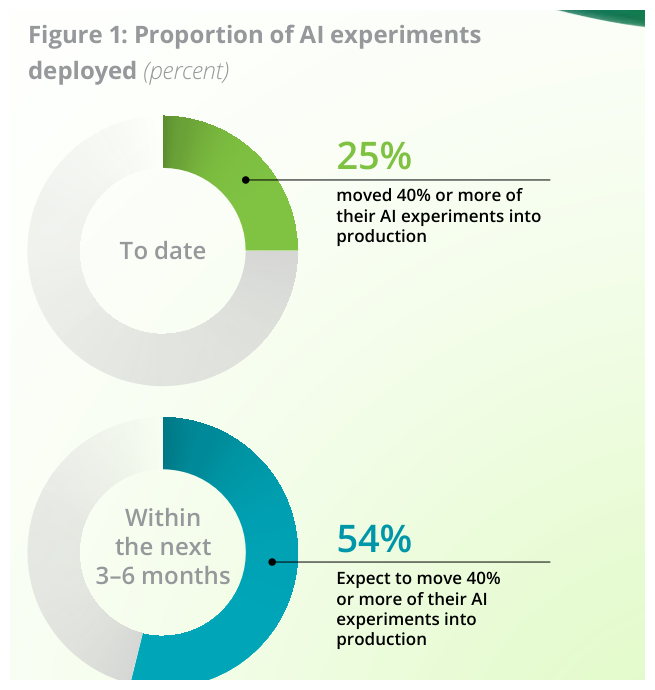 Figure 1: Proportion of AI experiments
deployed (percent)
25%
moved 40% or more of
their AI experiments into
production
To date
54%
Expect to move 40%
or more of their AI
experiments into
production
Within
the next
3–6 months